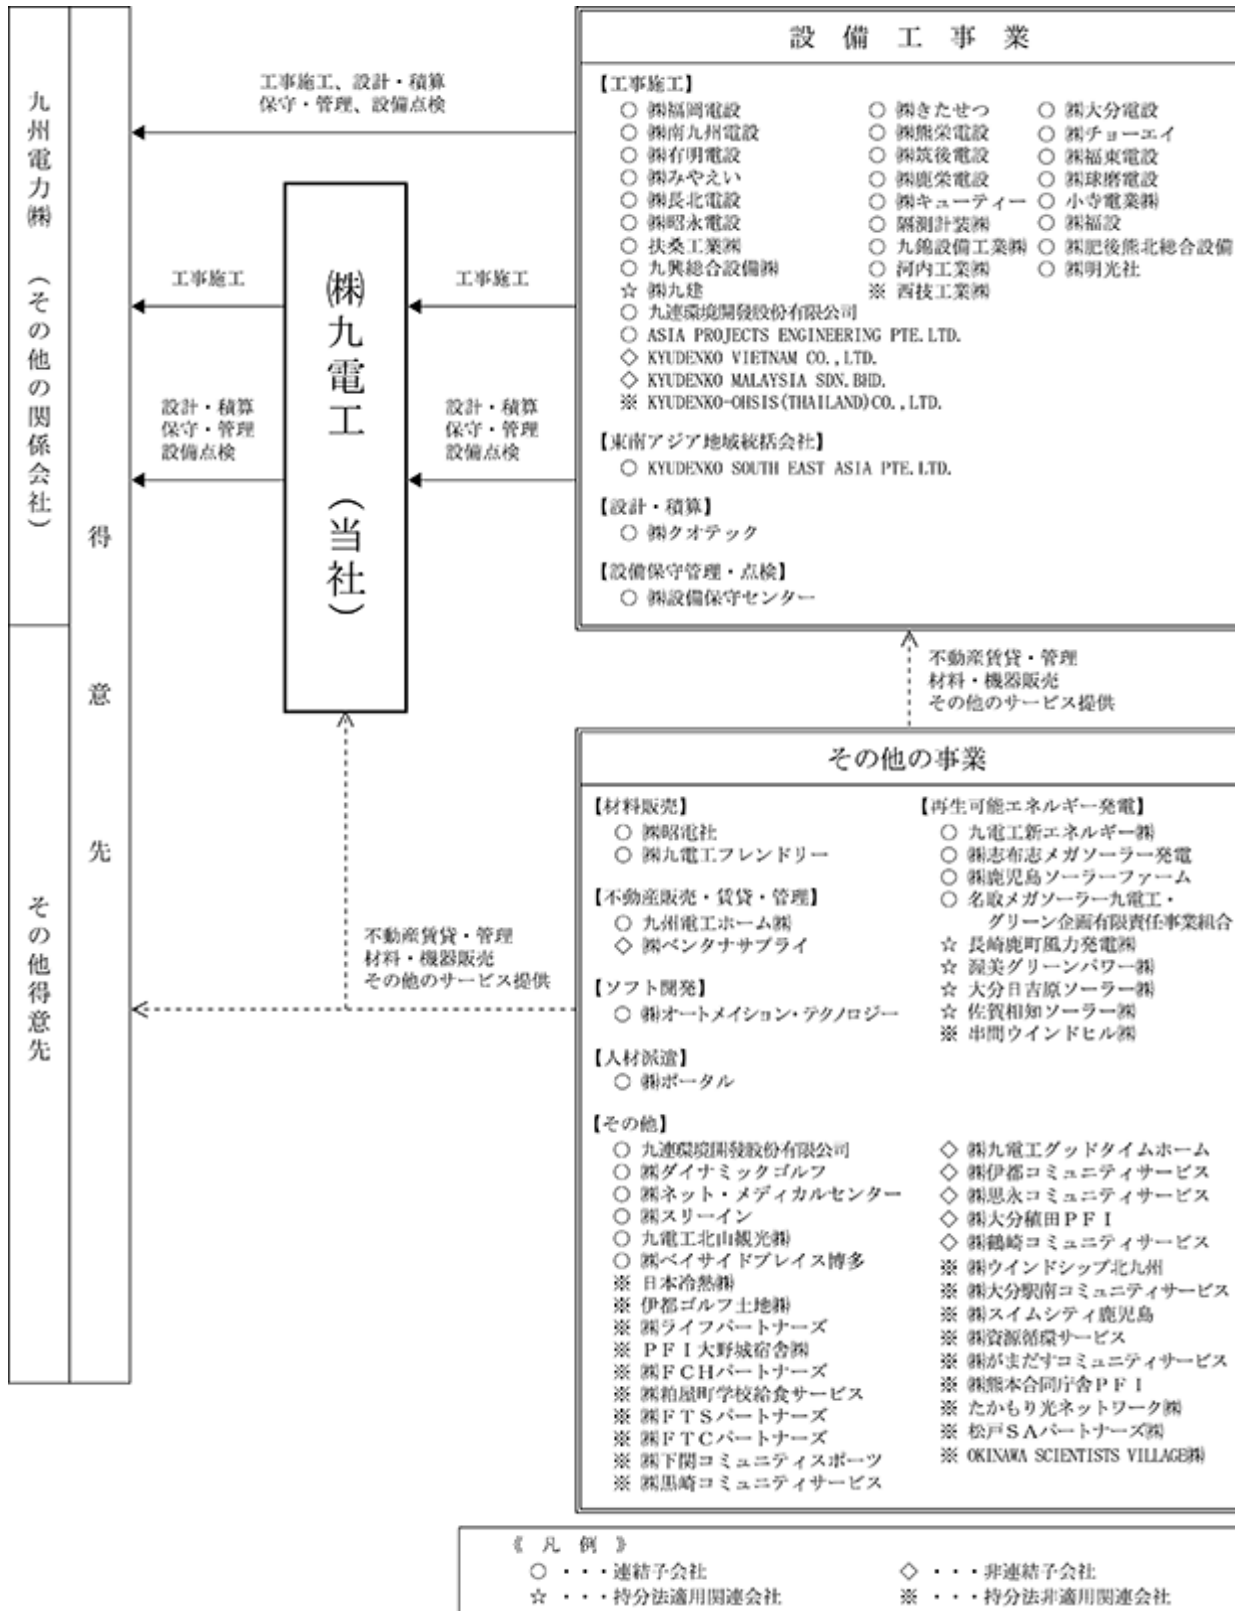 九州電力㈱ (その他の関係会社)
その他得意先
得意先
工事施工、設計・積算
保守・管理、設備点検
工事施工
設計・積算
保守・管理
設備点検
㈱九電工 (当社)
工事施工
設計・積算
保守・管理
設備点検
設備工事業
【工事施工】
○ ㈱福岡電設 ○ ㈱きたせつ ○ ㈱大分電設
○ ㈱南九州電設 ○ ㈱熊栄電設 ○ ㈱チョーエイ
○ ㈱有明電設 ○ ㈱筑後電設 ○ ㈱福東電設
○ ㈱みやえい ○ ㈱鹿栄電設 ○ ㈱球磨電設
○ ㈱長北電設 ○ ㈱キューティー ○ 小寺電業㈱
○ ㈱昭永電設 ○ 隔測計装㈱ ○ ㈱福設
○ 扶桑工業㈱ ○ 九錦設備工業㈱ ○ ㈱肥後熊北総合設備
○ 九興総合設備㈱ ○ 河内工業㈱ ○ ㈱明光社
☆ ㈱九建 ※ 西技工業㈱
○ 九連環境開發股份有限公司
○ ASIA PROJECTS ENGINEERING PTE.LTD.
◇ KYUDENKO VIETNAM CO.,LTD.
◇ KYUDENKO MALAYSIA SDN.BHD.
※ KYUDENKO-OHSIS(THAILAND)CO.,LTD.
【東南アジア地域統括会社】
○ KYUDENKO SOUTH EAST ASIA PTE.LTD.
【設計・積算】
○ ㈱クオテック
【設備保守管理・点検】
○ ㈱設備保守センター
不動産賃貸・管理
材料・機器販売
その他のサービス提供
不動産賃貸・管理
材料・機器販売
その他のサービス提供
その他の事業
【材料販売】
○ ㈱昭電社
○ ㈱九電工フレンドリー
【不動産販売・賃貸・管理】
○ 九州電工ホーム㈱
◇ ㈱ベンタナサプライ
【ソフト開発】
○ ㈱オートメイション・テクノロジー
【人材派遣】
○ ㈱ポータル
【再生可能エネルギー発電】
○ 九電工新エネルギー㈱
○ ㈱志布志メガソーラー発電
○ ㈱鹿児島ソーラーファーム
○ 名取メガソーラー九電工・
グリーン企画有限責任事業組合
☆ 長崎鹿町風力発電㈱
☆ 渥美グリーンパワー㈱
☆ 大分日吉原ソーラー㈱
☆ 佐賀相知ソーラー㈱
※ 串間ウインドヒル㈱
【その他】
○ 九連環境開發股份有限公司
○ ㈱ダイナミックゴルフ
○ ㈱ネット・メディカルセンター
○ ㈱スリーイン
○ 九電工北山観光㈱
○ ㈱ベイサイドプレイス博多
※ 日本冷熱㈱
※ 伊都ゴルフ土地㈱
※ ㈱ライフパートナーズ
※ PFI大野城宿舎㈱
※ ㈱FCHパートナーズ
※ ㈱粕屋町学校給食サービス
※ ㈱FTSパートナーズ
※ ㈱FTCパートナーズ
※ ㈱下関コミュニティスポーツ
※ ㈱黒崎コミュニティサービス
◇ ㈱九電工グッドタイムホーム
◇ ㈱伊都コミュニティサービス
◇ ㈱思永コミュニティサービス
◇ ㈱大分稙田PFI
◇ ㈱鶴崎コミュニティサービス
※ ㈱ウインドシップ北九州
※ ㈱大分駅南コミュニティサービス
※ ㈱スイムシティ鹿児島
※ ㈱資源循環サービス
※ ㈱がまだすコミュニティサービス
※ ㈱熊本合同庁舎PFI
※ たかもり光ネットワーク㈱
※ 松戸SAパートナーズ㈱
※ OKINAWA SCIENTISTS VILLAGE㈱
《 凡 例 》
○ ・・・連結子会社 ◇ ・・・非連結子会社
☆ ・・・持分法適用関連会社 ※ ・・・持分法非適用関連会社